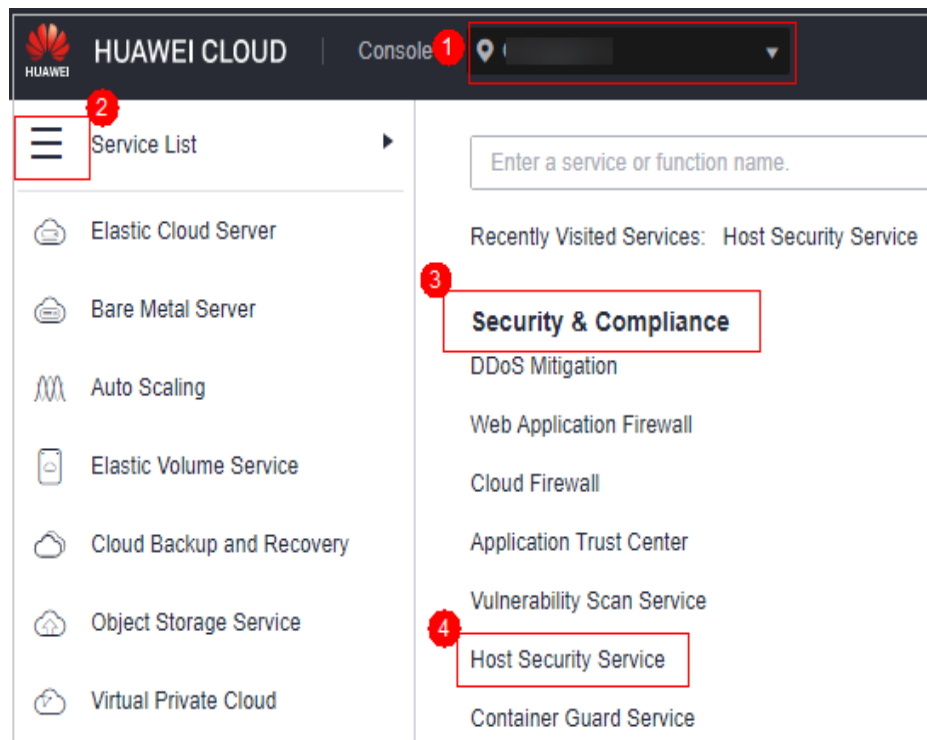 HUAWEI
HUAWEI CLOUD
Console
1
2
Service List
Elastic Cloud Server
Bare Metal Server
Auto Scaling
Elastic Volume Service
Cloud Backup and Recovery
Object Storage Service
Virtual Private Cloud
Enter a service or function name.
Recently Visited Services: Host Security Service
3
Security & Compliance
DDoS Mitigation
Web Application Firewall
Cloud Firewall
Application Trust Center
Vulnerability Scan Service
4
Host Security Service
Container Guard Service